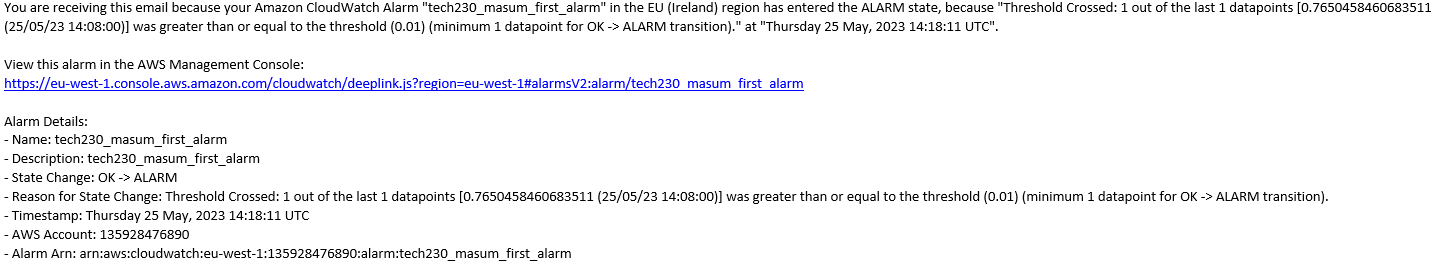 You are receiving this email because your Amazon CloudWatch Alarm "tech230_masum_first_alarm" in the EU (Ireland) region has entered the ALARM state, because "Threshold Crossed: 1 out of the last 1 datapoints [0.7650458460683511
(25/05/23 14:08:00)] was greater than or equal to the threshold (0.01) (minimum 1 datapoint for OK -> ALARM transition)." at "Thursday 25 May, 2023 14:18:11 UTC".
View this alarm in the AWS Management Console:
https://eu-west-1.console.aws.amazon.com/cloudwatch/deeplink.js?region=eu-west-1#alarmsV2:alarm/tech230_masum_first_alarm
Alarm Details:
- Name: tech230_masum_first_alarm
- Description: tech230_masum_first_alarm
- State Change: OK -> ALARM
- Reason for State Change: Threshold Crossed: 1 out of the last 1 datapoints [0.7650458460683511 (25/05/23 14:08:00)] was greater than or equal to the threshold (0.01) (minimum 1 datapoint for OK -> ALARM transition).
- Timestamp: Thursday 25 May, 2023 14:18:11 UTC
- AWS Account: 135928476890
- Alarm Arn: arn:aws:cloudwatch:eu-west-1:135928476890:alarm:tech230_masum_first_alarm